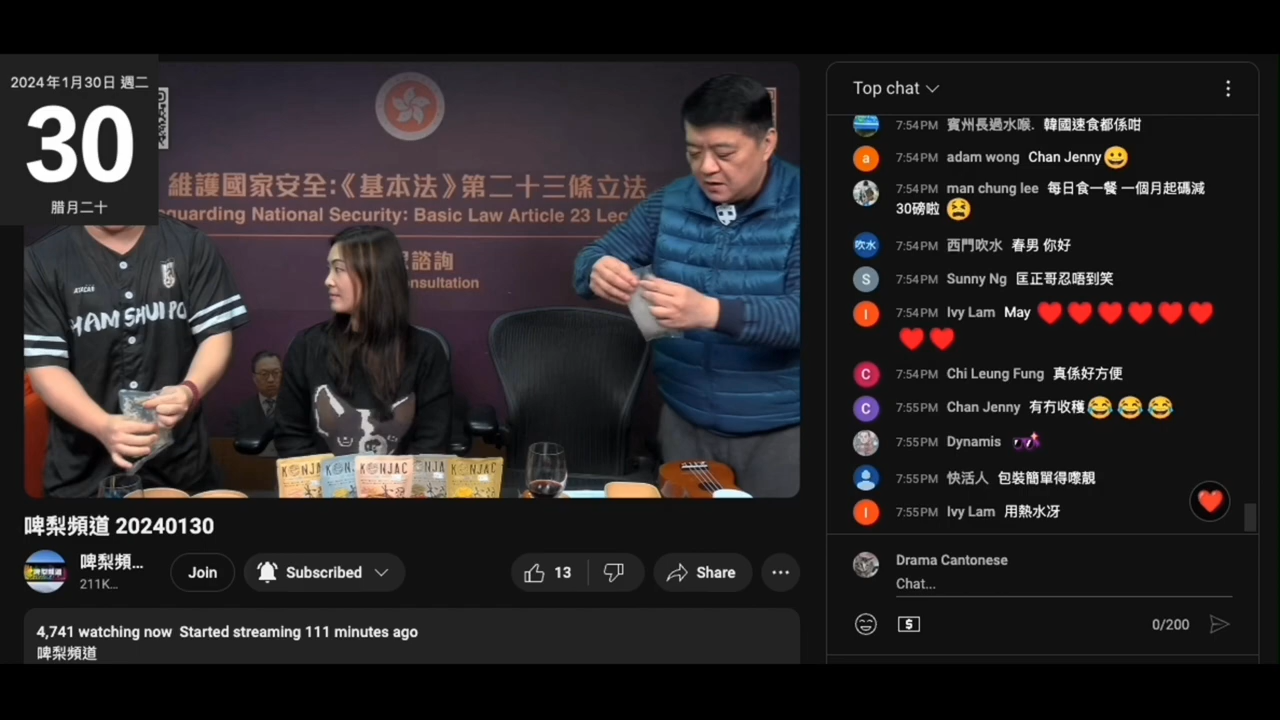 2024年1月30日 週二
30
腊月二十
維護國家安全:《基本法》第二十三條立法
guarding National Security: Basic Law Article 23 Leg
諮詢
nsultation
HAM SHUI PO
KONJAC
啤梨頻道 20240130
啤梨頻...
211K...
Join
Subscribed
13
Share
4,741 watching now Started streaming 111 minutes ago
啤梨頻道
Top chat
7:54PM 賓州長過水喉. 韓國速食都係咁
7:54PM adam wong Chan Jenny😀
7:54PM man chung lee 每日食一餐 一個月起碼減
30磅啦 😫
7:54PM 西門吹水 春男 你好
7:54PM Sunny Ng 匡正哥忍唔到笑
7:54PM Ivy Lam May ❤️❤️❤️❤️❤️❤️
❤️❤️
7:54PM Chi Leung Fung 真係好方便
7:55PM Chan Jenny 有冇收穫😂😂😂
7:55PM Dynamis
7:55PM 快活人 包裝簡單得嚟靚
7:55PM Ivy Lam 用熱水冴
Drama Cantonese
Chat...
0/200